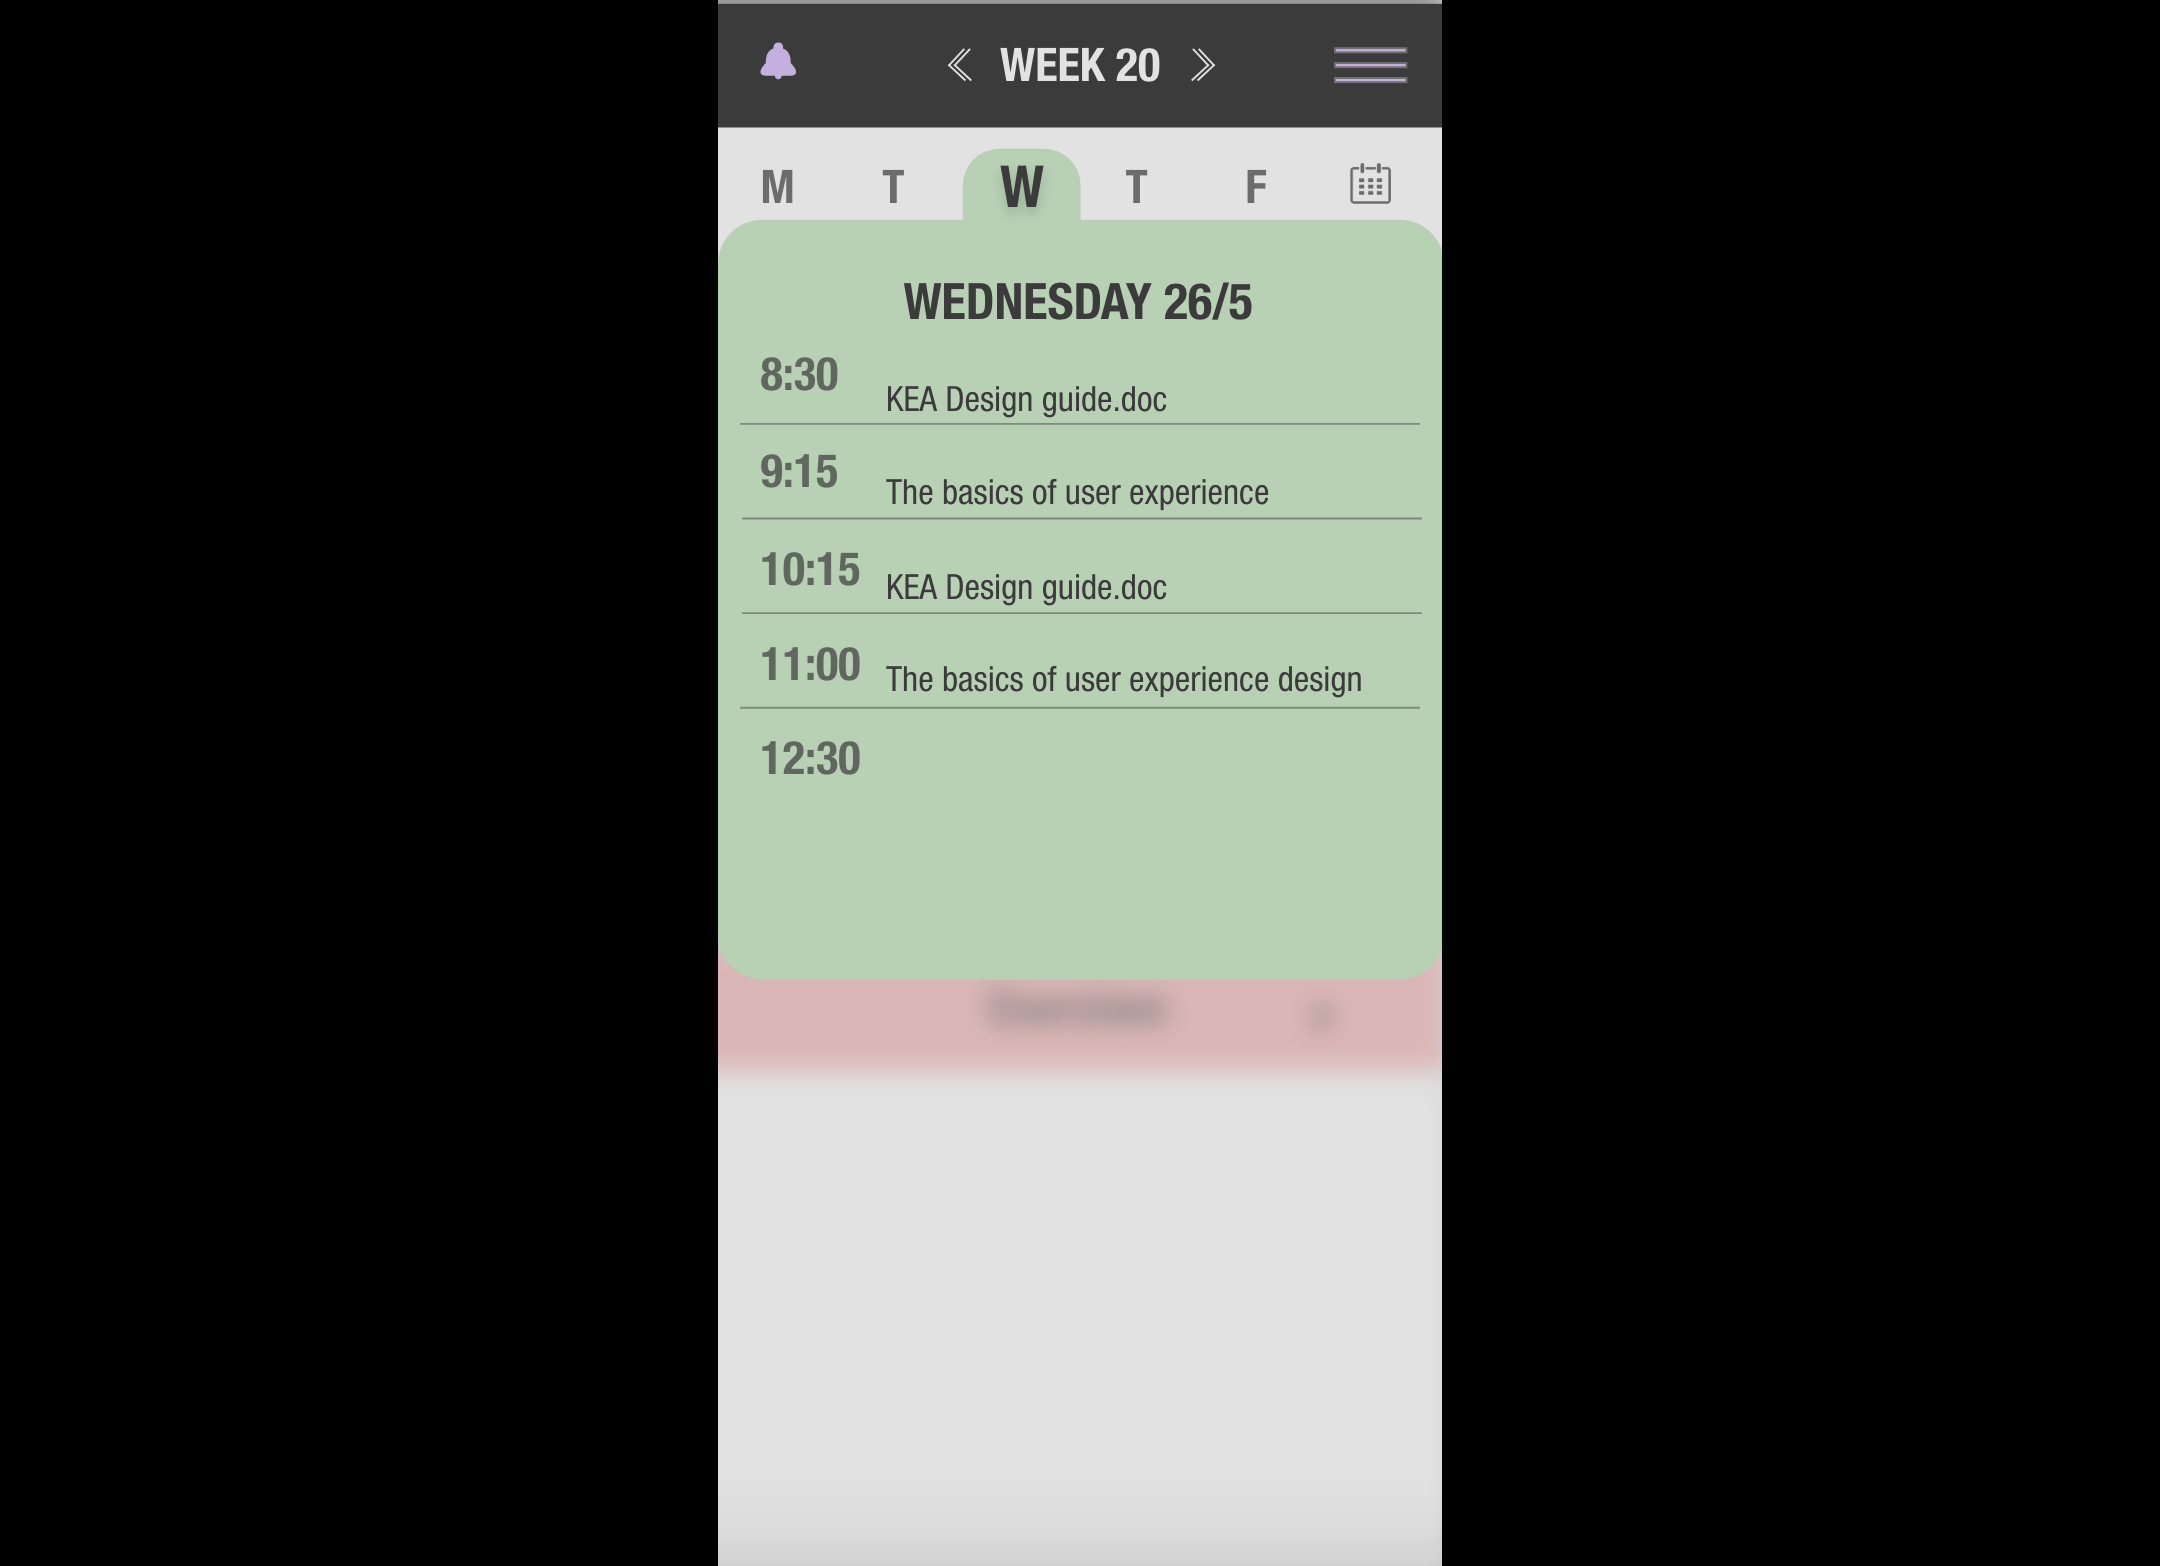 WEEK 20
M T W T F
WEDNESDAY 26/5
8:30 KEA Design guide.doc
9:15 The basics of user experience
10:15 KEA Design guide.doc
11:00 The basics of user experience design
12:30